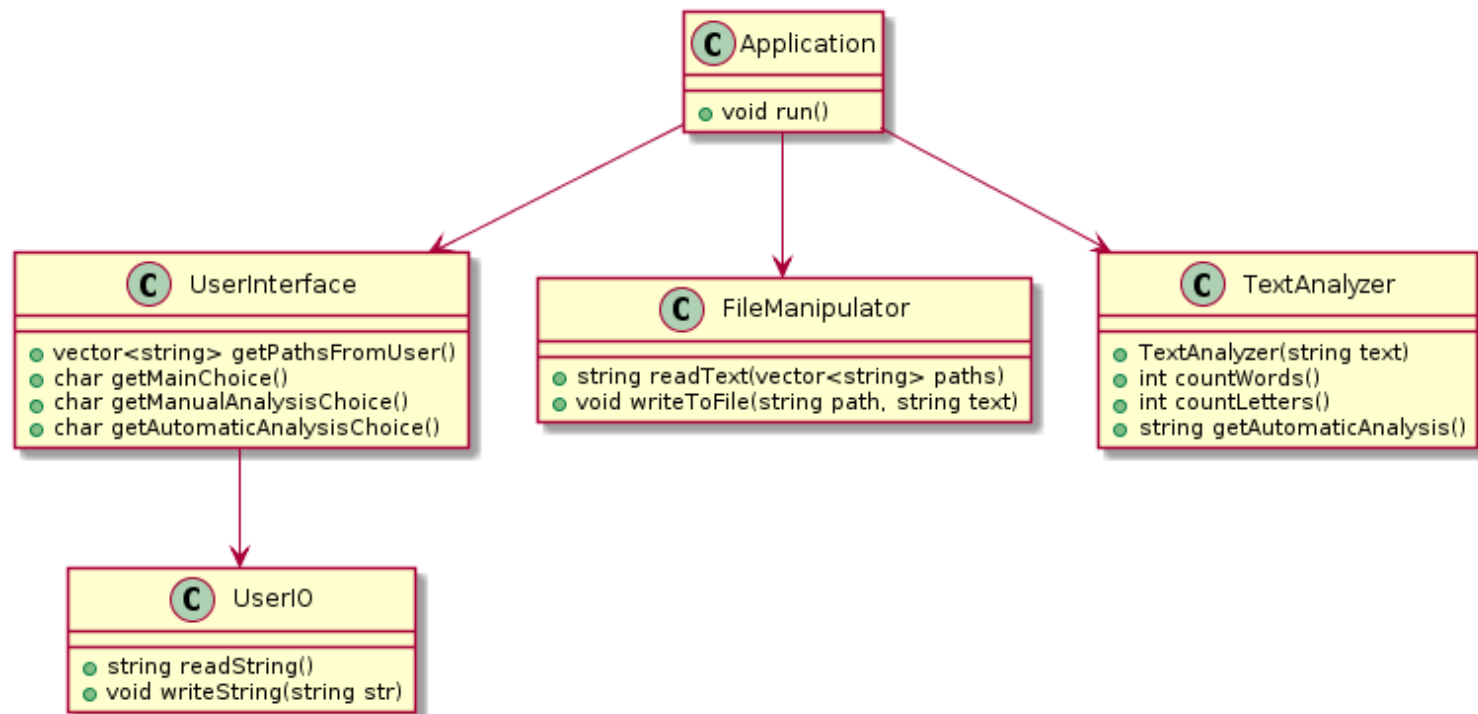 C Application
void run()
C UserInterface
vector<string> getPathsFromUser()
char getMainChoice()
char getManualAnalysisChoice()
char getAutomaticAnalysisChoice()
C FileManipulator
string readText(vector<string> paths)
void writeToFile(string path, string text)
C TextAnalyzer
TextAnalyzer(string text)
int countWords()
int countLetters()
string getAutomaticAnalysis()
C UserIO
string readString()
void writeString(string str)